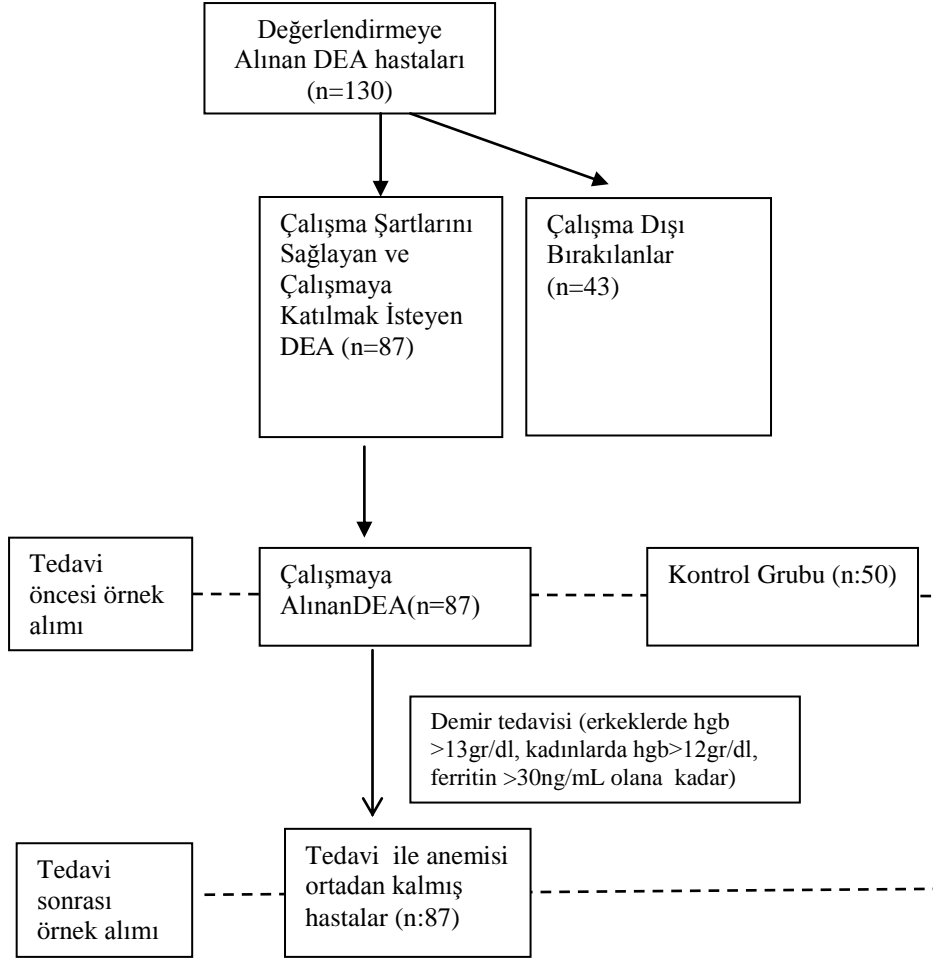 Değerlendirmeye
Alınan DEA hastaları
(n=130)
Çalışma Şartlarını
Sağlayan ve
Çalışmaya
Katılmak İsteyen
DEA (n=87)
Çalışma Dışı
Bırakılanlar
(n=43)
Tedavi
öncesi örnek
alımı
Çalışmaya
AlınanDEA(n=87)
Kontrol Grubu (n:50)
Demir tedavisi (erkeklerde hgb
>13gr/dl, kadınlarda hgb>12gr/dl,
ferritin >30ng/mL olana kadar)
Tedavi
sonrası
örnek alımı
Tedavi ile anemisi
ortadan kalmış
hastalar (n:87)